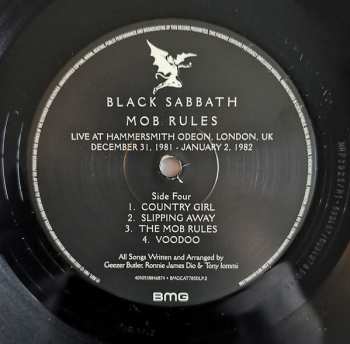 BLACK SABBATH
MOB RULES
LIVE AT HAMMERSMITH ODEON, LONDON, UK
DECEMBER 31, 1981 - JANUARY 2, 1982
Side Four
1. COUNTRY GIRL
2. SLIPPING AWAY
3. THE MOB RULES
4. VOODOO
All Songs Written and Arranged by
Geezer Butler, Ronnie James Dio & Tony Iommi
BMG